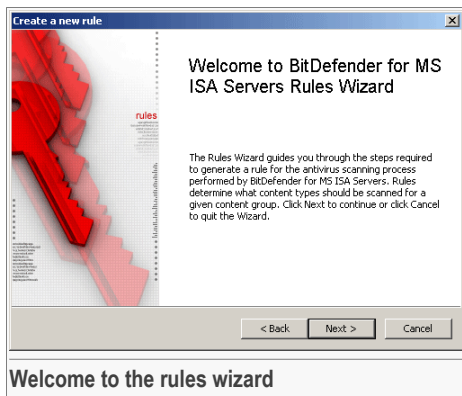 Create a new rule
rules
Welcome to BitDefender for MS
ISA Servers Rules Wizard
The Rules Wizard guides you through the steps required
to generate a rule for the antivirus scanning process
performed by BitDefender for MS ISA Servers. Rules
determine what content types should be scanned for a
given content group. Click Next to continue or click Cancel
to quit the Wizard.
< Back
Next >
Cancel
Welcome to the rules wizard